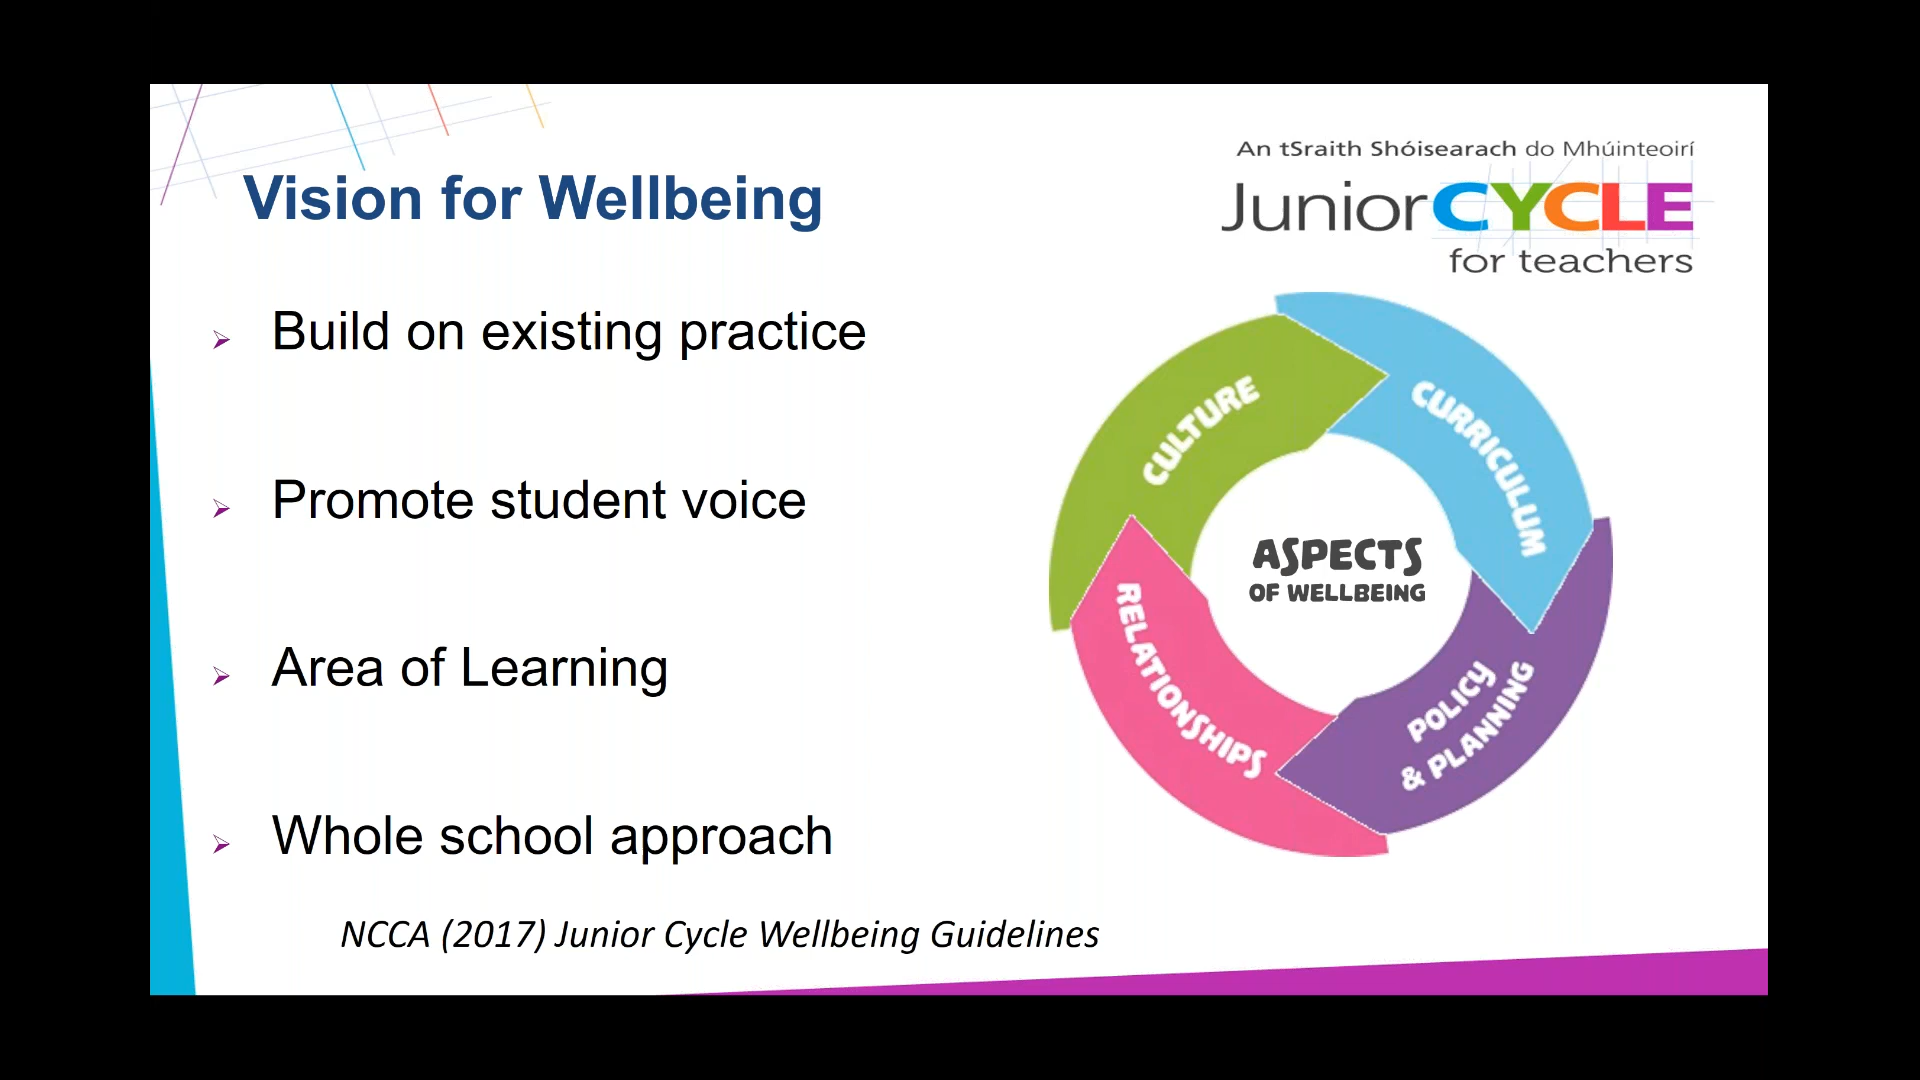 An tSraith Shóisearach do Mhúinteoirí
JuniorCYCLE
for teachers
Vision for Wellbeing
Build on existing practice
Promote student voice
Area of Learning
Whole school approach
NCCA (2017) Junior Cycle Wellbeing Guidelines
CULTURE
CURRICULUM
ASPECTS
OF WELLBEING
RELATIONSHIPS
POLICY
& PLANNING